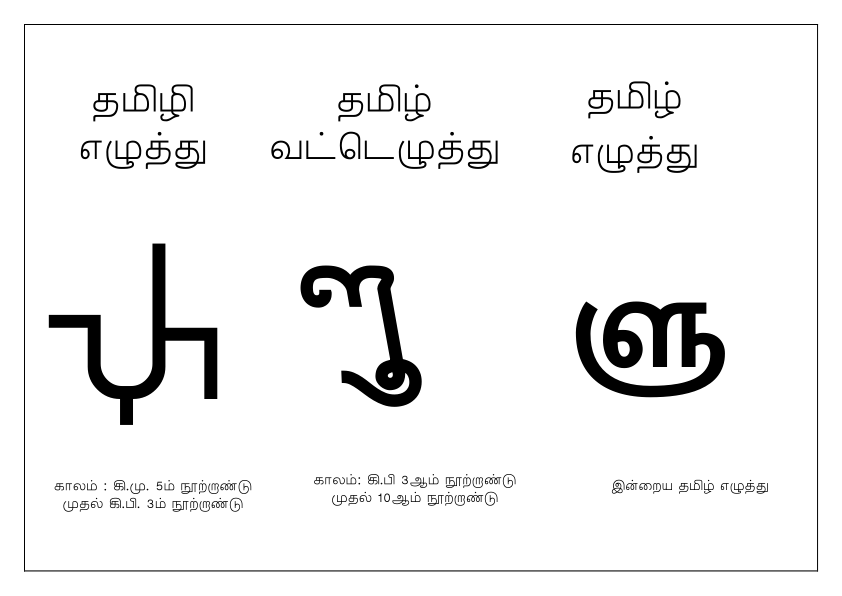 தமிழி
எழுத்து
காலம் : கி.மு. 5ம் நூற்றாண்டு
முதல் கி.பி. 3ம் நூற்றாண்டு
தமிழ்
வட்டெழுத்து
காலம்: கி.பி 3ஆம் நூற்றாண்டு
முதல் 10ஆம் நூற்றாண்டு
தமிழ்
எழுத்து
ளு
இன்றைய தமிழ் எழுத்து